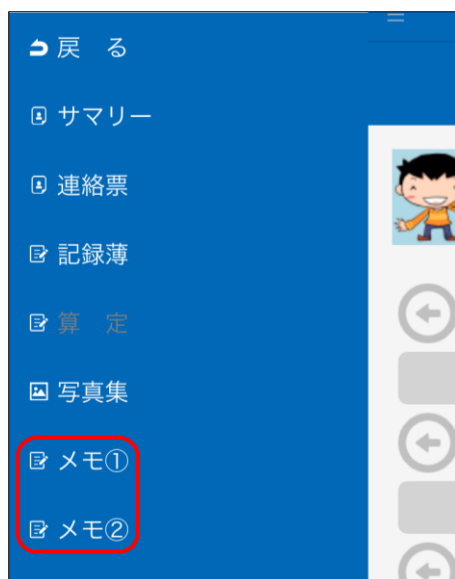 戻　る
サマリー
連絡票
記録薄
算　定
写真集
メモ①
メモ②